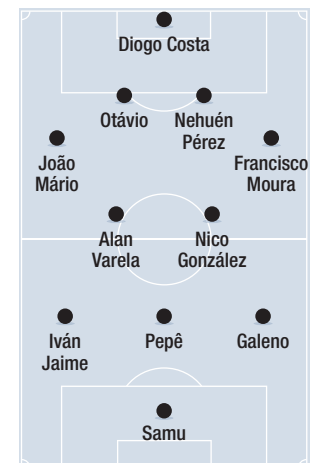 Diogo Costa
Otávio
Nehuén
Pérez
João
Mário
Francisco
Moura
Alan
Varela
Nico
González
Iván
Jaime
Pepê
Galeno
Samu